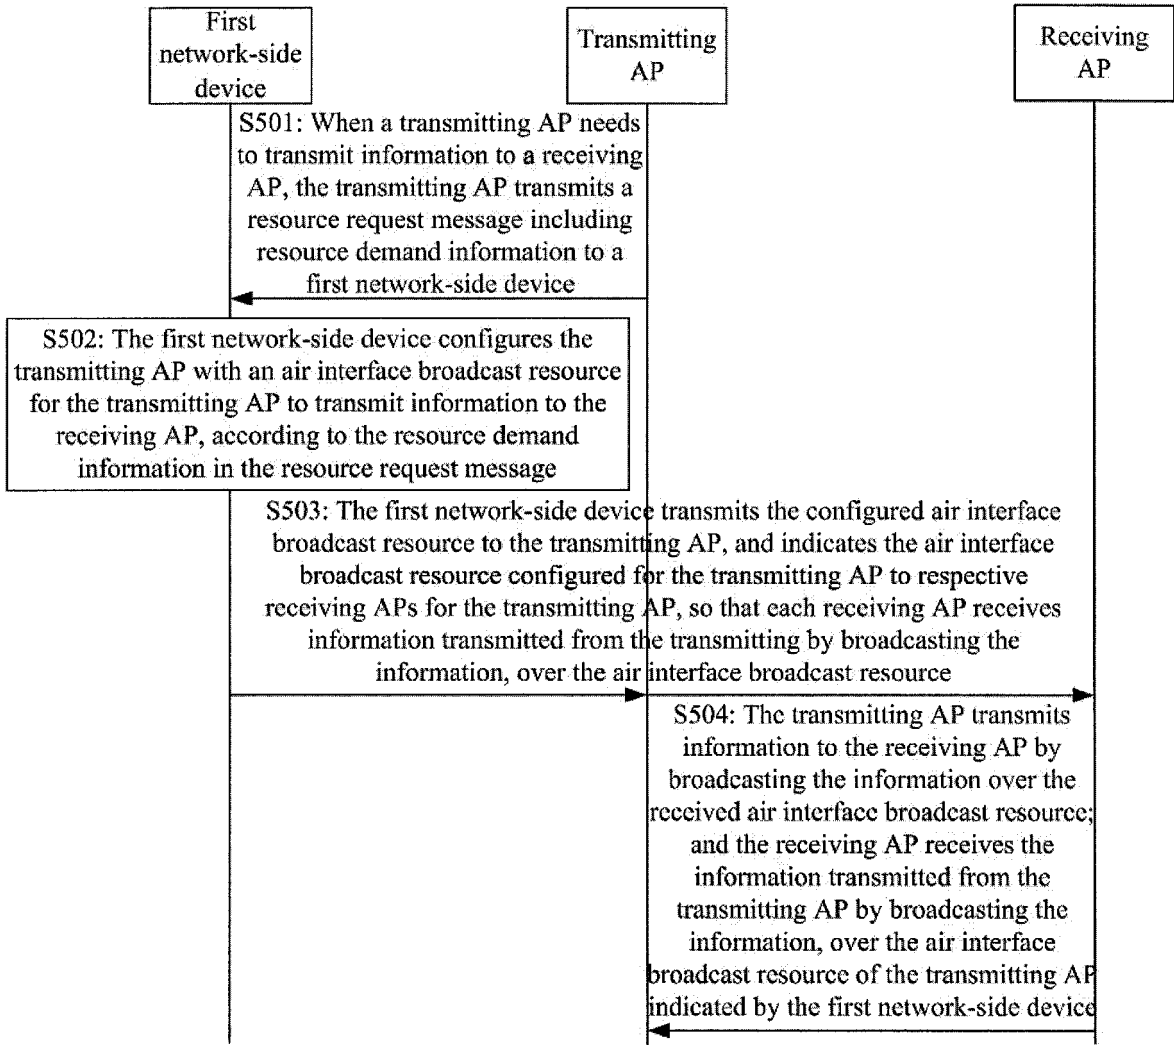 First
network-side
device
Transmitting
AP
Receiving
AP
S501: When a transmitting AP needs
to transmit information to a receiving
AP, the transmitting AP transmits a
resource request message including
resource demand information to a
first network-side device
S502: The first network-side device configures the
transmitting AP with an air interface broadcast resource
for the transmitting AP to transmit information to the
receiving AP, according to the resource demand
information in the resource request message
S503: The first network-side device transmits the configured air interface
broadcast resource to the transmitting AP, and indicates the air interface
broadcast resource configured for the transmitting AP to respective
receiving APs for the transmitting AP, so that each receiving AP receives
information transmitted from the transmitting by broadcasting the
information, over the air interface broadcast resource
S504: The transmitting AP transmits
information to the receiving AP by
broadcasting the information over the
received air interface broadcast resource;
and the receiving AP receives the
information transmitted from the
transmitting AP by broadcasting the
information, over the air interface
broadcast resource of the transmitting AP
indicated by the first network-side device